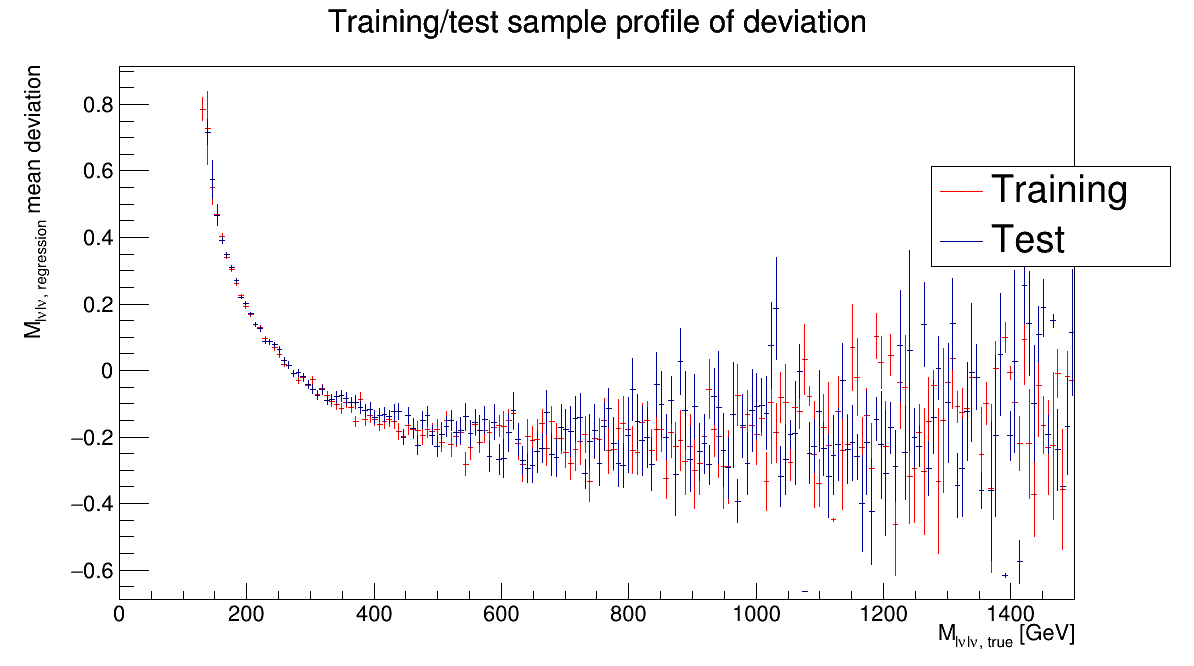 Training/test sample profile of deviation
M_lνlν, regression mean deviation
0.8
0.6
0.4
0.2
0
−0.2
−0.4
−0.6
Training
Test
0 200 400 600 800 1000 1200 1400
M_lνlν, true [GeV]